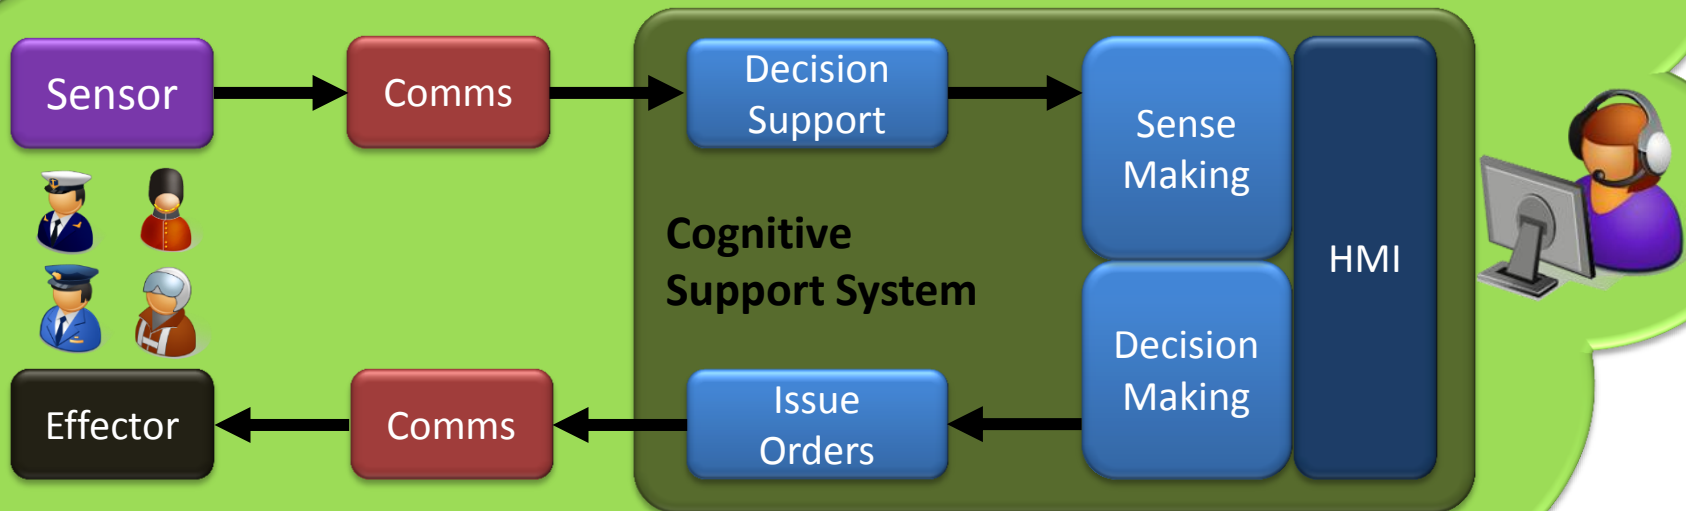 Sensor
Comms
Decision
Support
Sense
Making
Cognitive
Support System
HMI
Decision
Making
Effector
Comms
Issue
Orders